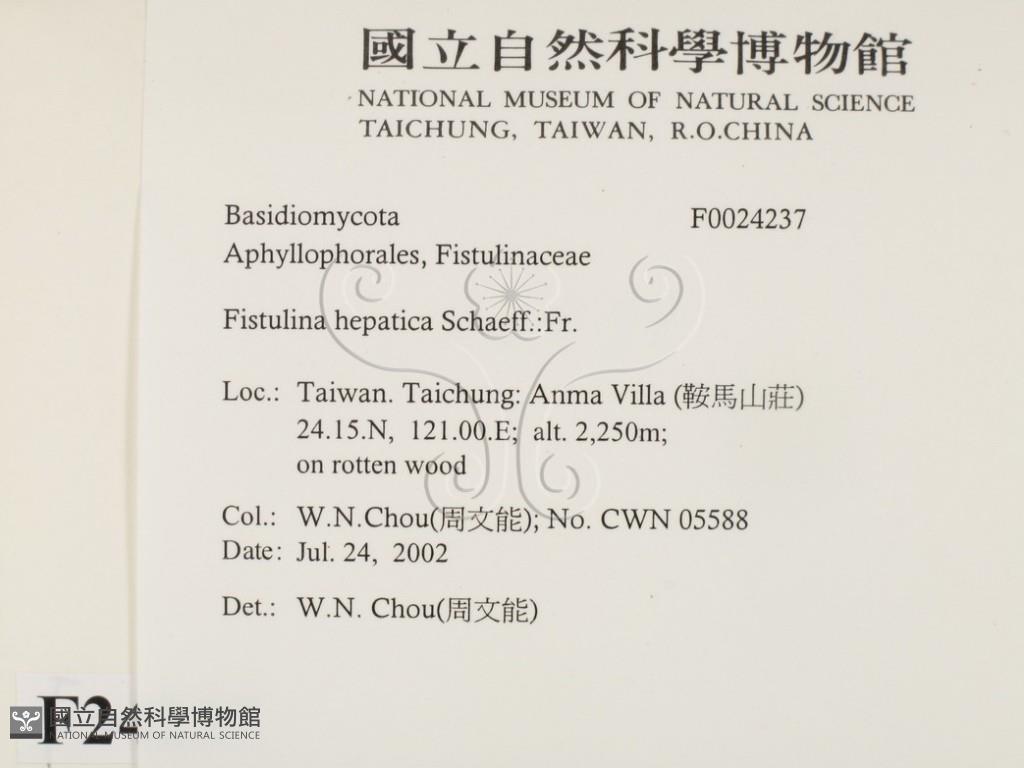 國立自然科學博物館
NATIONAL MUSEUM OF NATURAL SCIENCE
TAICHUNG, TAIWAN, R.O.CHINA
Basidiomycota F0024237
Aphyllophorales, Fistulinaceae
Fistulina hepatica Schaeff.:Fr.
Loc.: Taiwan. Taichung: Anma Villa (鞍馬山莊)
24.15.N, 121.00.E; alt. 2,250m;
on rotten wood
Col.: W.N.Chou(周文能); No. CWN 05588
Date: Jul. 24, 2002
Det.: W.N. Chou(周文能)
F24
國立自然科學博物館
NATIONAL MUSEUM OF NATURAL SCIENCE